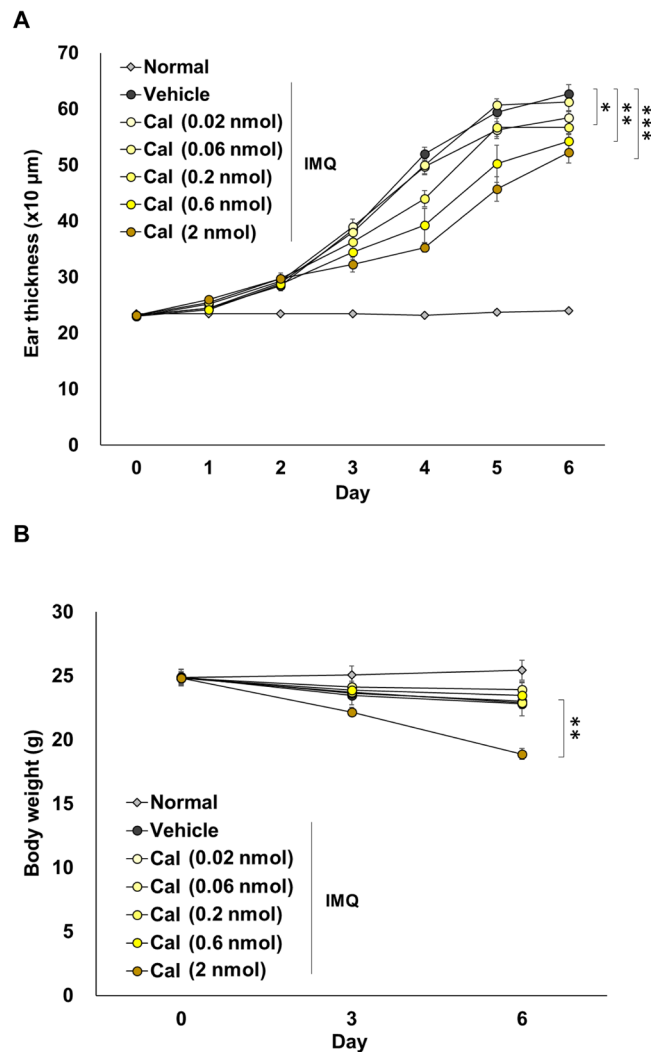 A
70
60
50
40
30
20
10
0
Ear thickness (x10 μm)
Normal
Vehicle
Cal (0.02 nmol)
Cal (0.06 nmol)
Cal (0.2 nmol)
Cal (0.6 nmol)
Cal (2 nmol)
IMQ
*
**
***
0 1 2 3 4 5 6
Day
B
30
25
20
15
10
5
0
Body weight (g)
**
Normal
Vehicle
Cal (0.02 nmol)
Cal (0.06 nmol)
Cal (0.2 nmol)
Cal (0.6 nmol)
Cal (2 nmol)
IMQ
0 3 6
Day